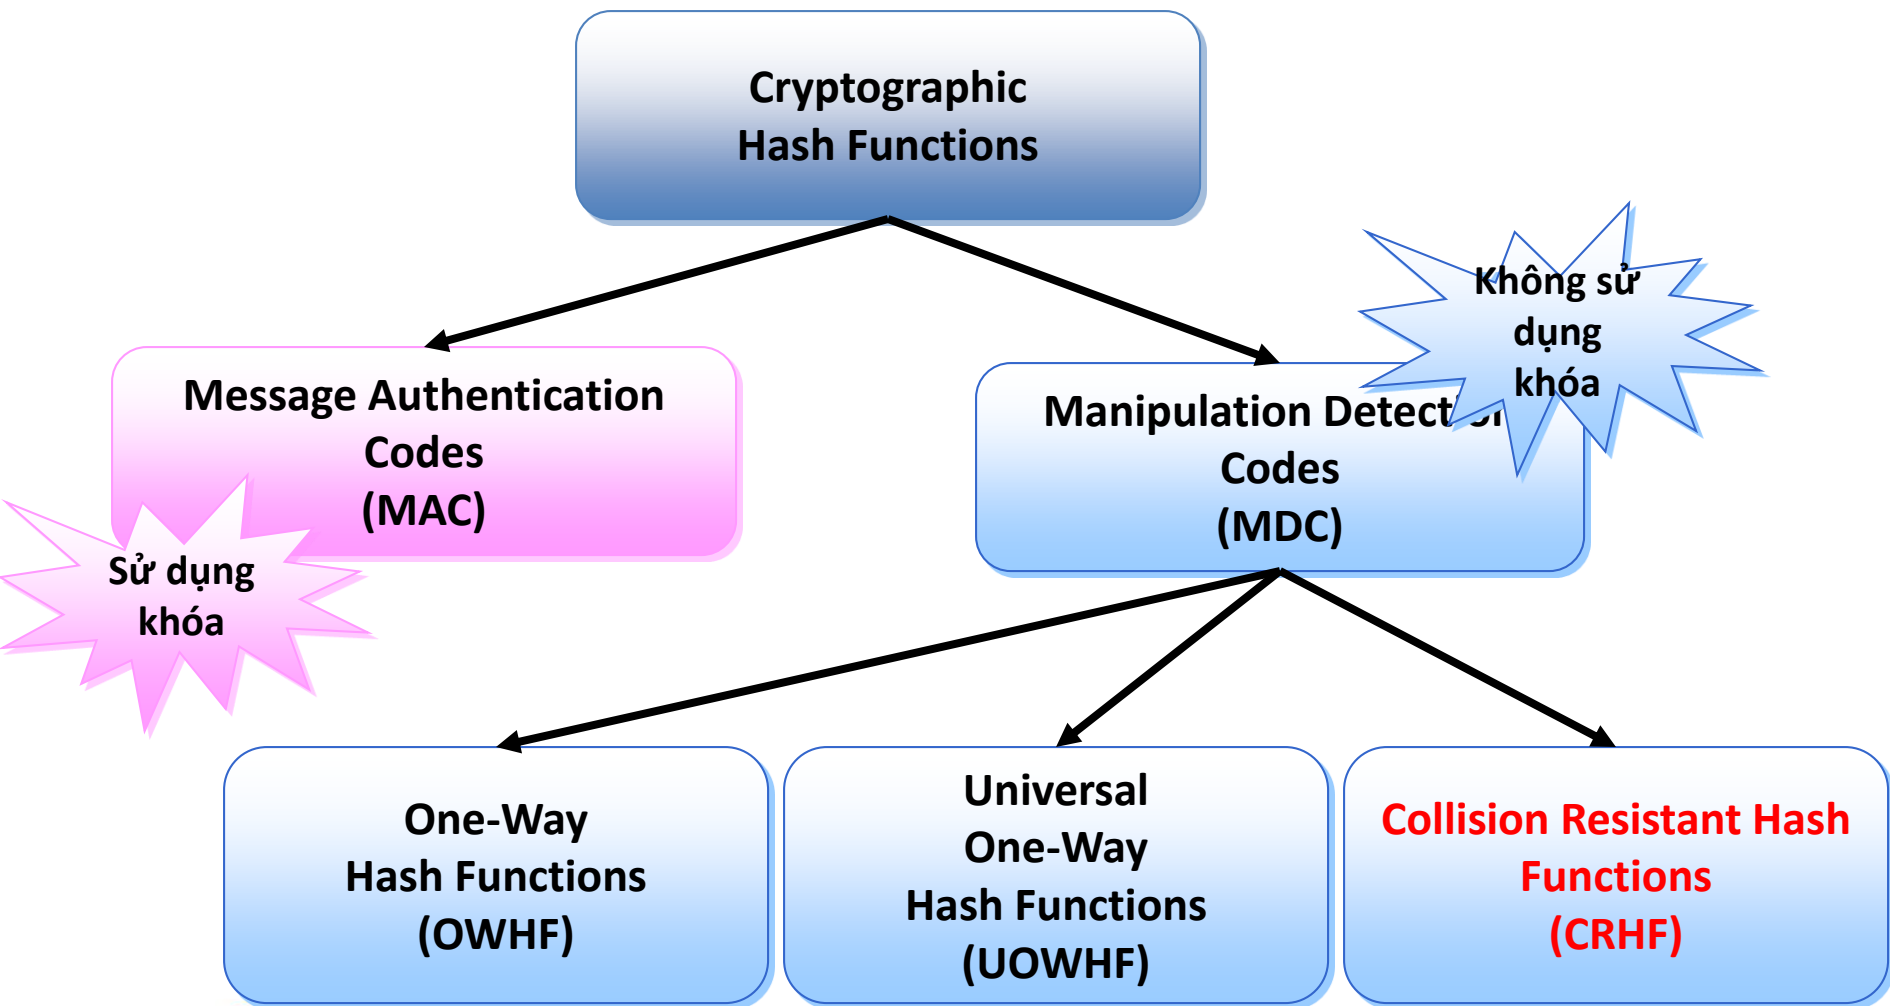 Cryptographic
Hash Functions
Không sử
dụng
khóa
Message Authentication
Codes
(MAC)
Manipulation Detection
Codes
(MDC)
Sử dụng
khóa
One-Way
Hash Functions
(OWHF)
Universal
One-Way
Hash Functions
(UOWHF)
Collision Resistant Hash
Functions
(CRHF)